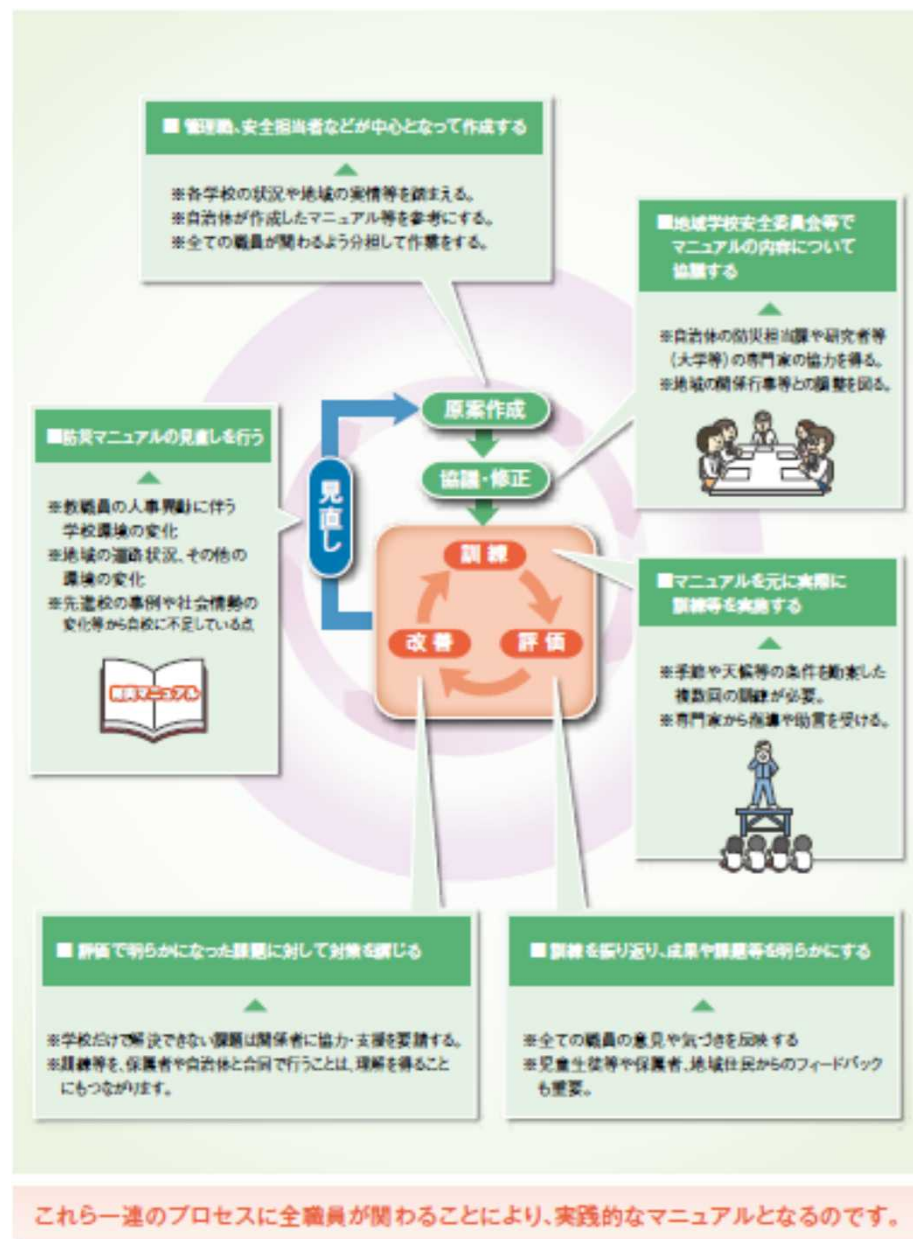 ■ 管理職、安全担当者などが中心となって作成する
※各学校の状況や地域の実情等を踏まえる。
※自治体が作成したマニュアル等を参考にする。
※全ての職員が関わるよう分担して作業をする。
■地域学校安全委員会等で
マニュアルの内容について
協議する
※自治体の防災担当課や研究者等
(大学等)の専門家の協力を得る。
※地域の関係行事等との調整を図る。
原案作成
協議・修正
見直し
訓練
評価
改善
■防災マニュアルの見直しを行う
※教職員の人事異動に伴う
学校環境の変化
※地域の道路状況、その他の
環境の変化
※先進校の事例や社会情勢の
変化等から自校に不足している点
防災マニュアル
■マニュアルを元に実際に
訓練等を実施する
※季節や天候等の条件を勘案した
複数回の訓練が必要。
※専門家から指導や助言を受ける。
■ 評価で明らかになった課題に対して対策を講じる
※学校だけで解決できない課題は関係者に協力・支援を要請する。
※訓練等を、保護者や自治体と合同で行うことは、理解を得ること
にもつながります。
■ 訓練を振り返り、成果や課題等を明らかにする
※全ての職員の意見や気づきを反映する
※児童生徒等や保護者、地域住民からのフィードバック
も重要。
これら一連のプロセスに全職員が関わることにより、実践的なマニュアルとなるのです。